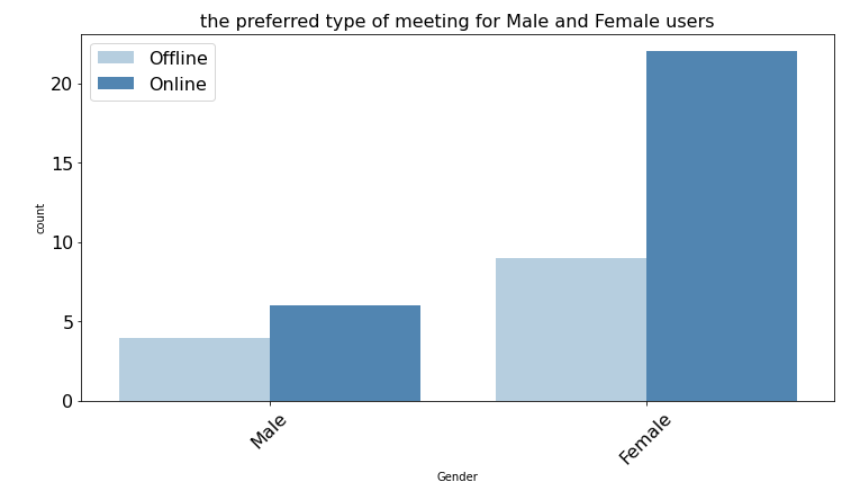 the preferred type of meeting for Male and Female users
Offline
Online
20
15
10
5
0
count
Male
Female
Gender